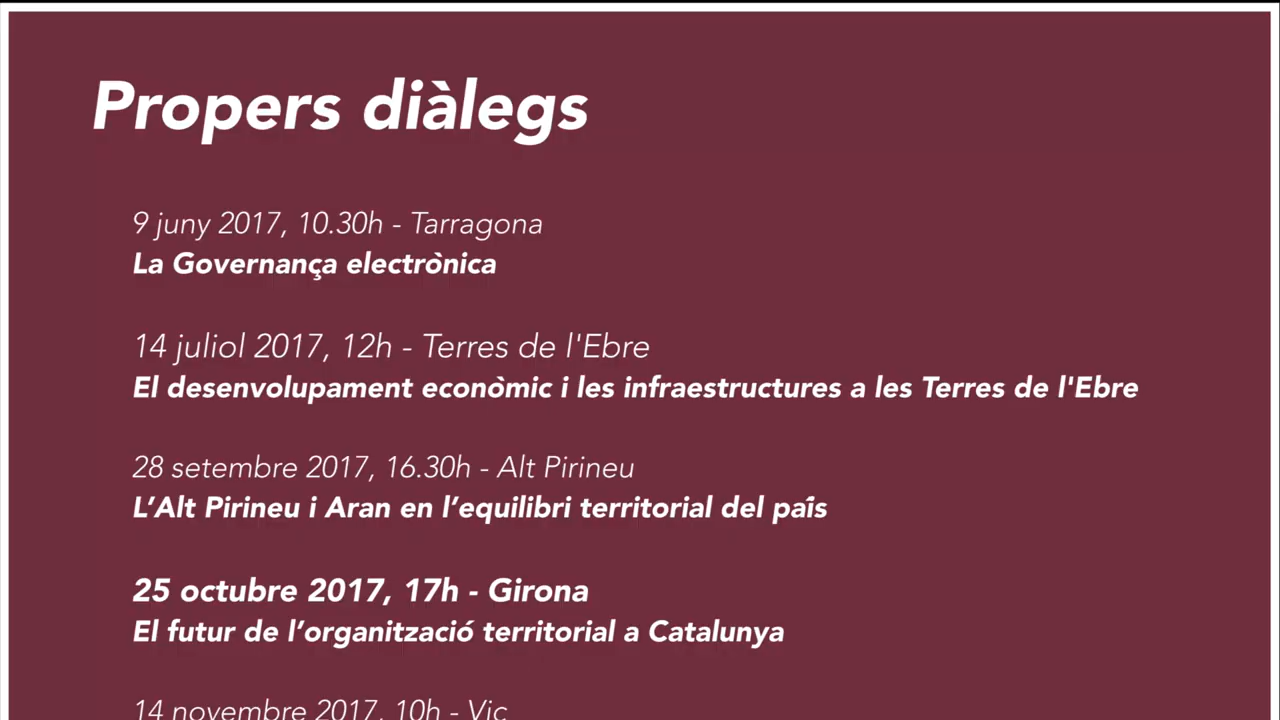 Propers diàlegs
9 juny 2017, 10.30h - Tarragona
La Governança electrònica
14 juliol 2017, 12h - Terres de l'Ebre
El desenvolupament econòmic i les infraestructures a les Terres de l'Ebre
28 setembre 2017, 16.30h - Alt Pirineu
L’Alt Pirineu i Aran en l’equilibri territorial del país
25 octubre 2017, 17h - Girona
El futur de l’organització territorial a Catalunya
14 novembre 2017, 10h - Vic